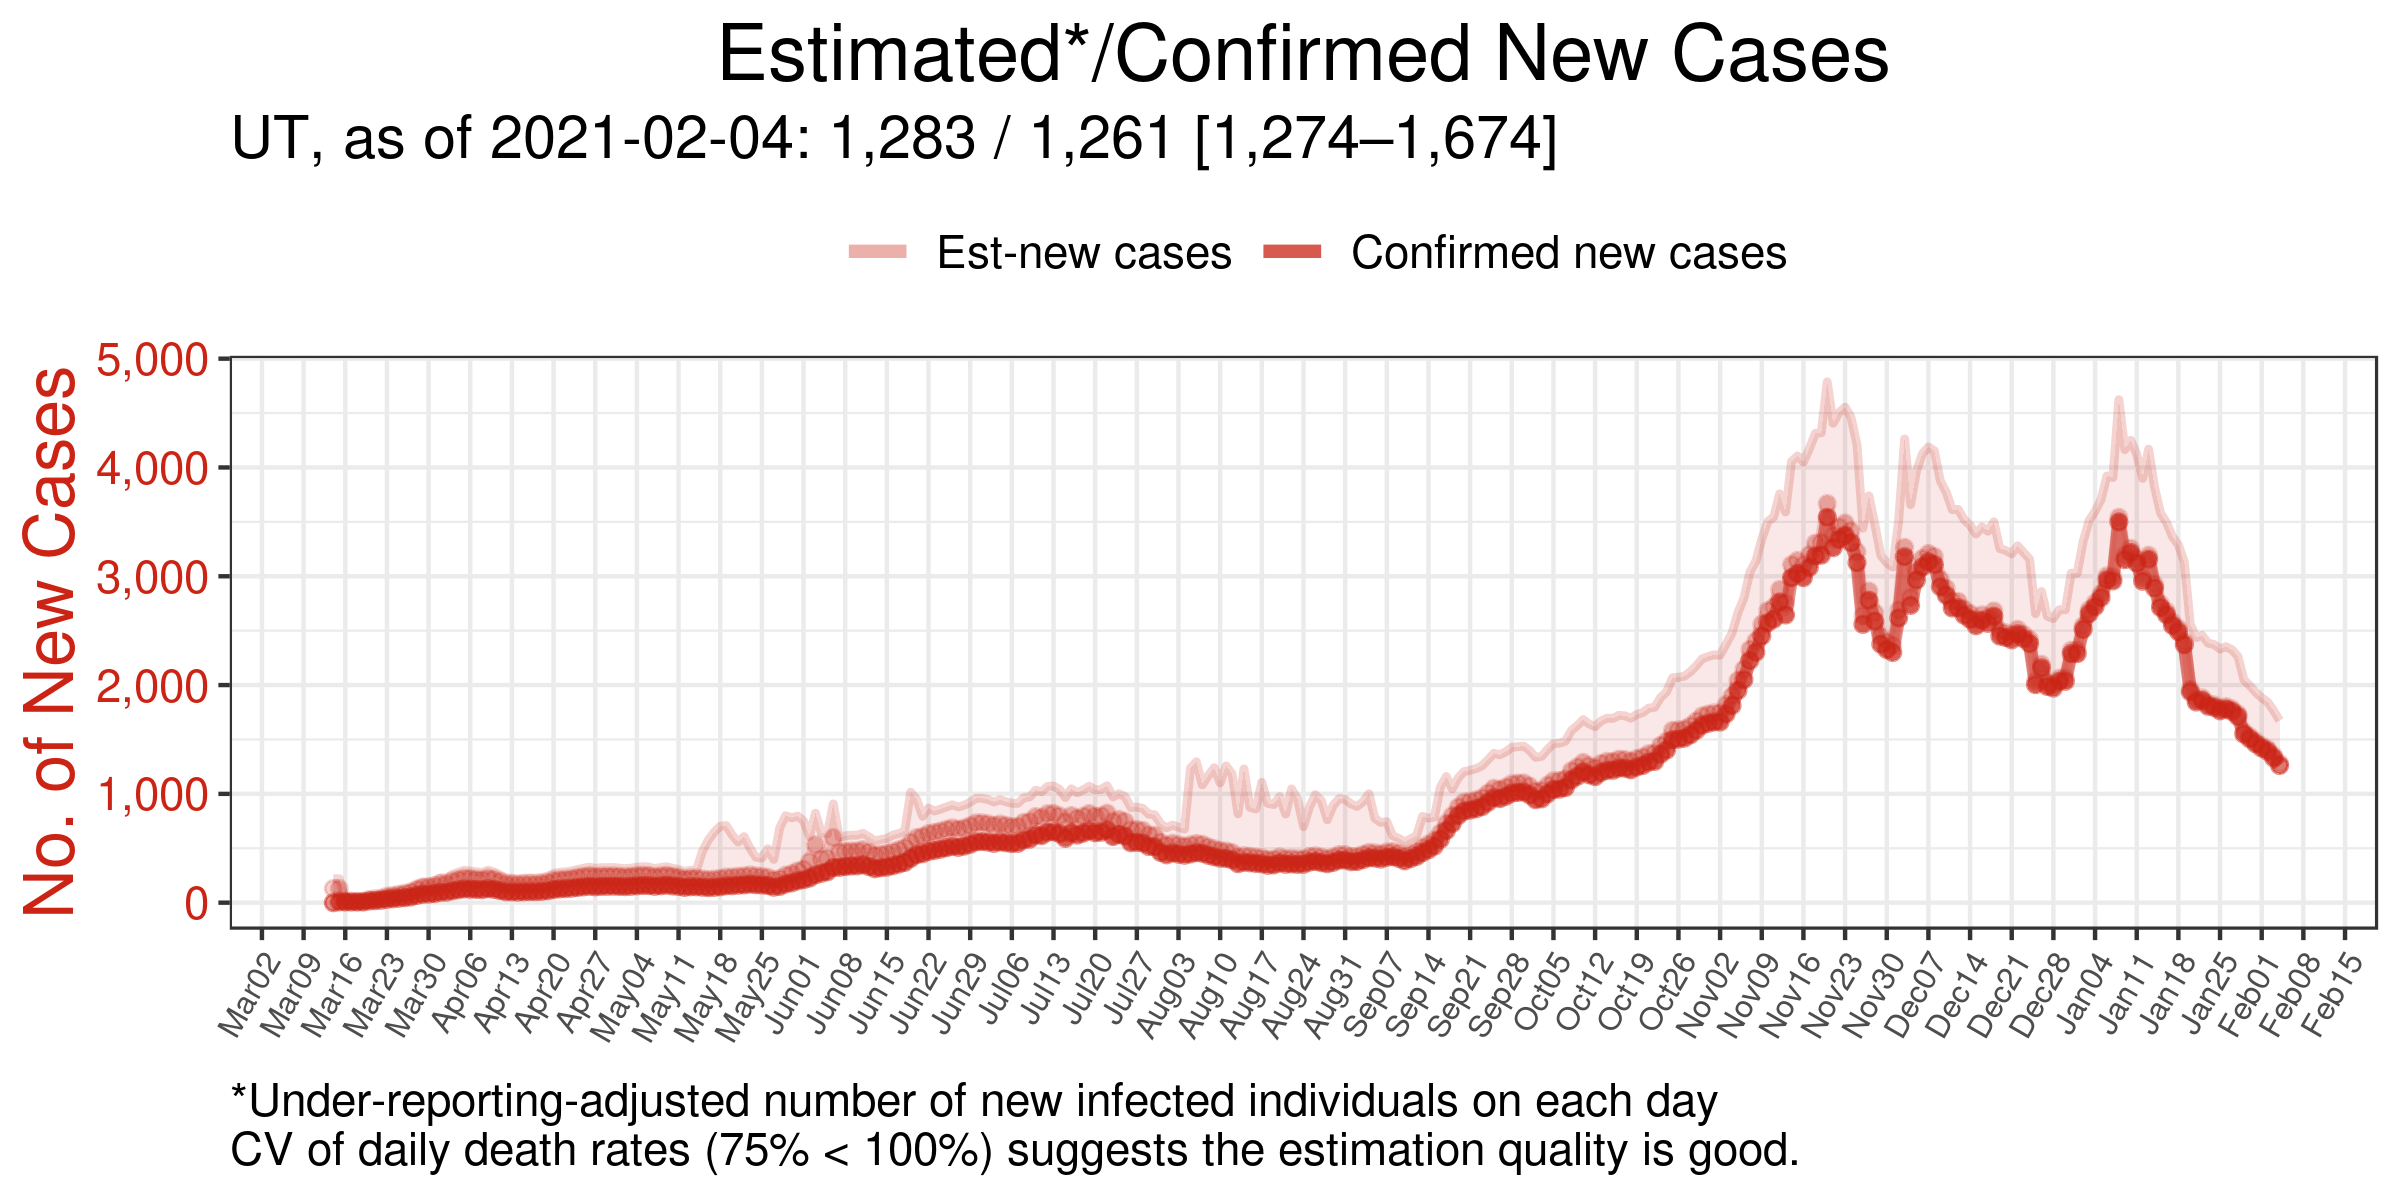 Estimated*/Confirmed New Cases
UT, as of 2021-02-04: 1,283 / 1,261 [1,274–1,674]
Est-new cases
Confirmed new cases
No. of New Cases
5,000
4,000
3,000
2,000
1,000
0
Mar02
Mar09
Mar16
Mar23
Mar30
Apr06
Apr13
Apr20
Apr27
May04
May11
May18
May25
Jun01
Jun08
Jun15
Jun22
Jun29
Jul06
Jul13
Jul20
Jul27
Aug03
Aug10
Aug17
Aug24
Aug31
Sep07
Sep14
Sep21
Sep28
Oct05
Oct12
Oct19
Oct26
Nov02
Nov09
Nov16
Nov23
Nov30
Dec07
Dec14
Dec21
Dec28
Jan04
Jan11
Jan18
Jan25
Feb01
Feb08
Feb15
*Under-reporting-adjusted number of new infected individuals on each day
CV of daily death rates (75% < 100%) suggests the estimation quality is good.